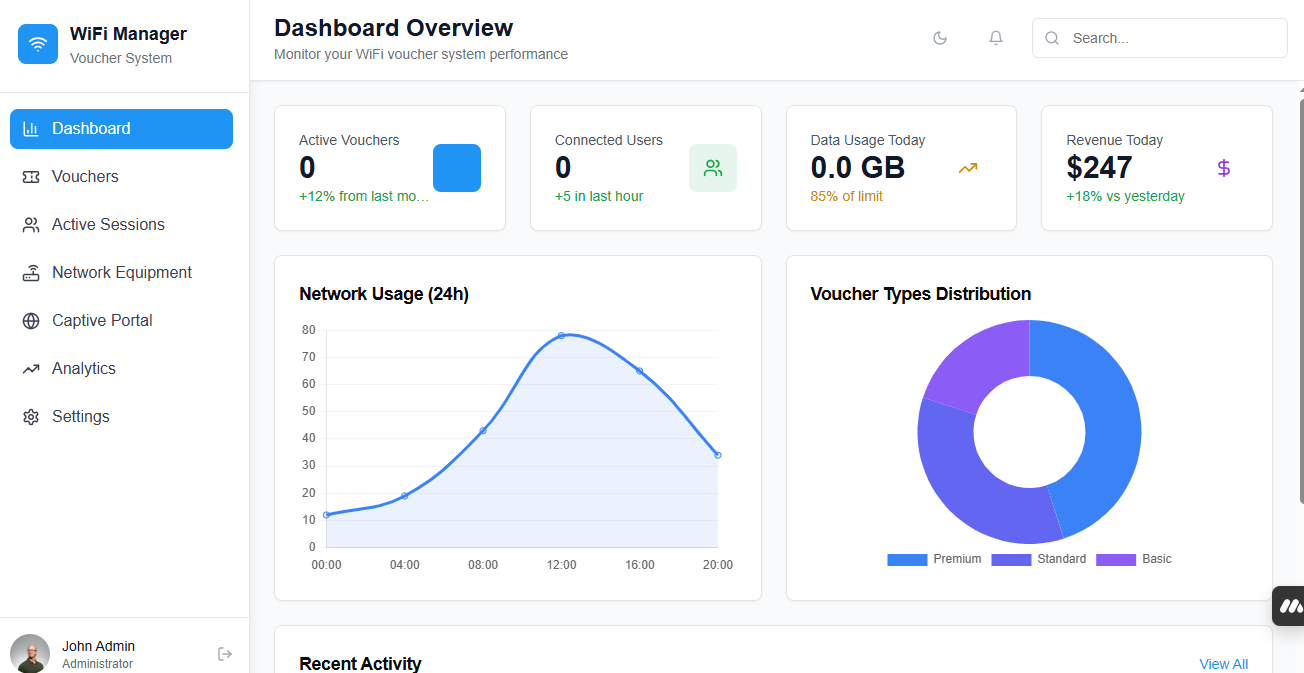 WiFi Manager
Voucher System
Dashboard
Vouchers
Active Sessions
Network Equipment
Captive Portal
Analytics
Settings
John Admin
Administrator
Dashboard Overview
Monitor your WiFi voucher system performance
Search...
Active Vouchers
0
+12% from last mo…
Connected Users
0
+5 in last hour
Data Usage Today
0.0 GB
85% of limit
Revenue Today
$247
+18% vs yesterday
$
Network Usage (24h)
80
70
60
50
40
30
20
10
0
00:00 04:00 08:00 12:00 16:00 20:00
Voucher Types Distribution
Premium Standard Basic
Recent Activity
View All